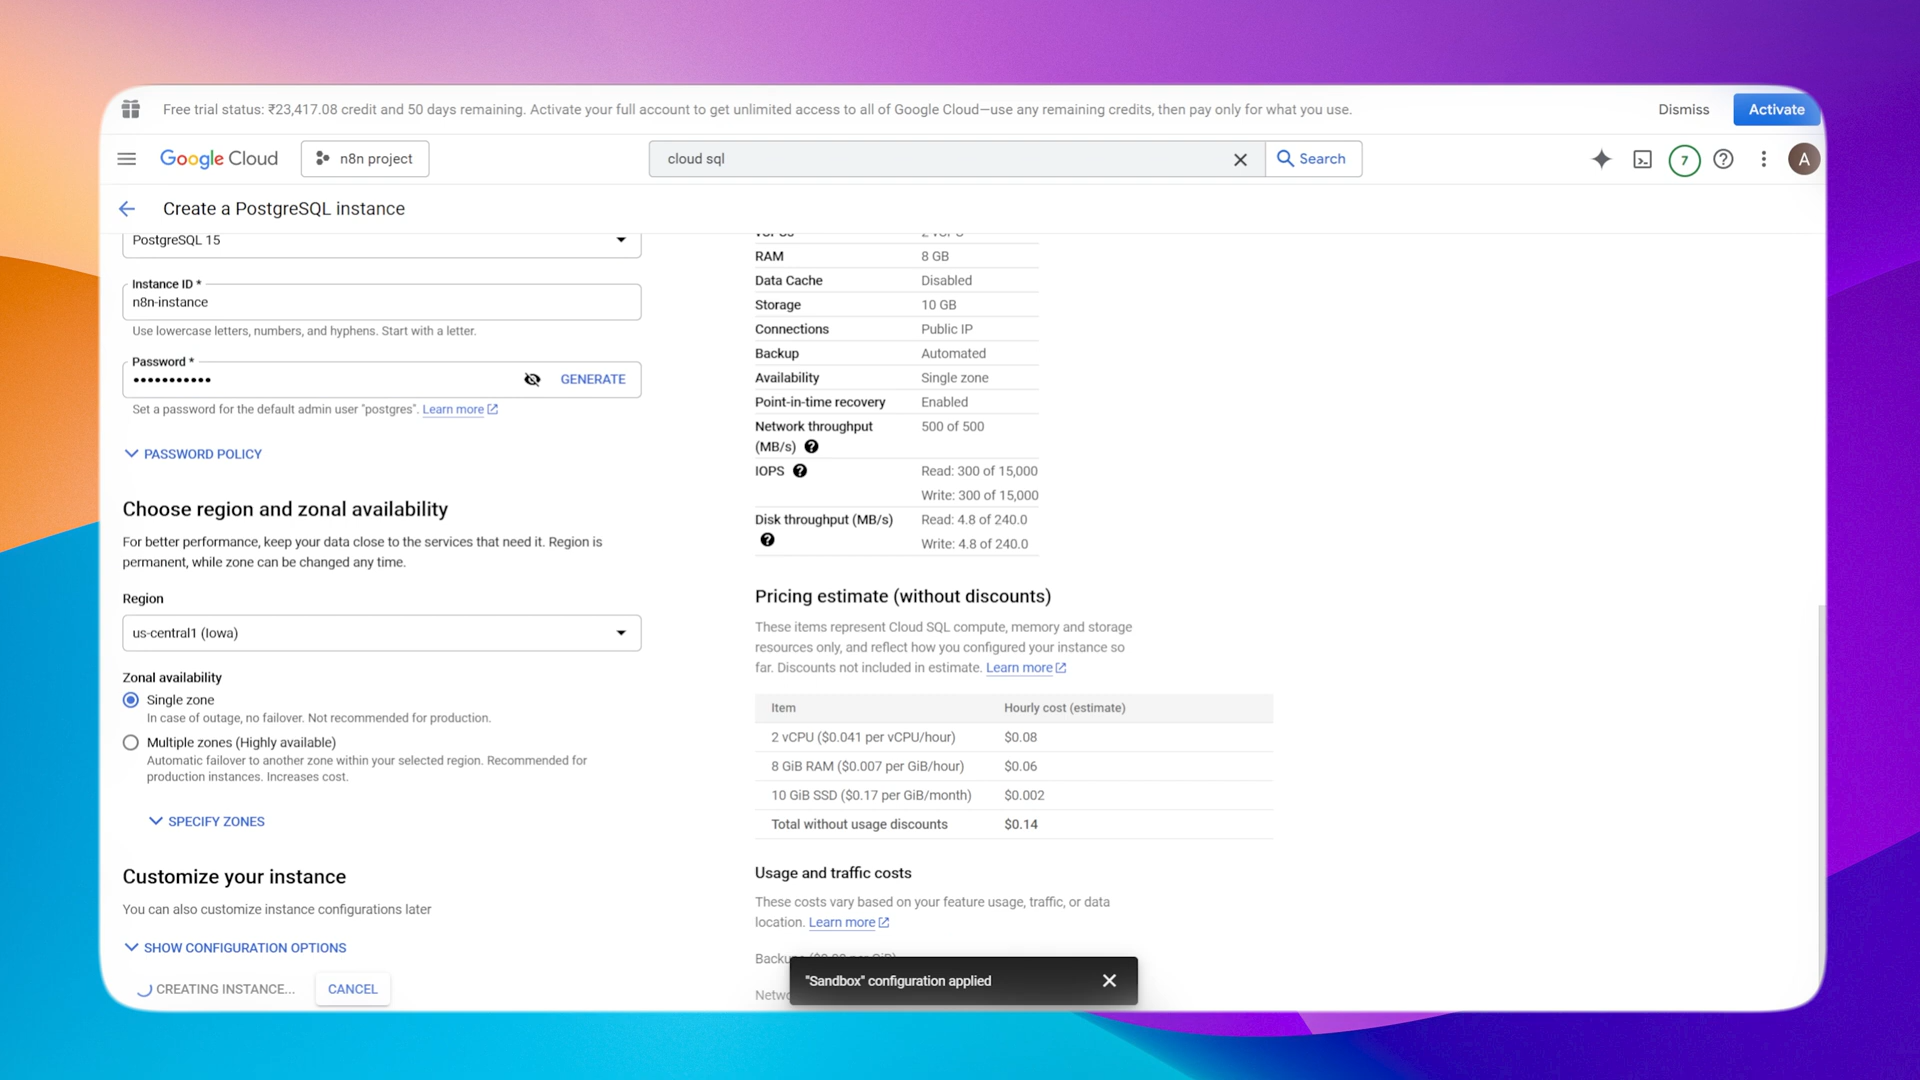 Free trial status: ₹23,417.08 credit and 50 days remaining. Activate your full account to get unlimited access to all of Google Cloud—use any remaining credits, then pay only for what you use.
Dismiss
Activate
Google Cloud
n8n project
cloud sql
Search
7
A
Create a PostgreSQL instance
PostgreSQL 15
Instance ID *
n8n-instance
Use lowercase letters, numbers, and hyphens. Start with a letter.
Password *
•••••••••••
GENERATE
Set a password for the default admin user "postgres". Learn more
PASSWORD POLICY
Choose region and zonal availability
For better performance, keep your data close to the services that need it. Region is
permanent, while zone can be changed any time.
Region
us-central1 (Iowa)
Zonal availability
Single zone
In case of outage, no failover. Not recommended for production.
Multiple zones (Highly available)
Automatic failover to another zone within your selected region. Recommended for
production instances. Increases cost.
SPECIFY ZONES
Customize your instance
You can also customize instance configurations later
SHOW CONFIGURATION OPTIONS
CREATING INSTANCE...
CANCEL
RAM 8 GB
Data Cache Disabled
Storage 10 GB
Connections Public IP
Backup Automated
Availability Single zone
Point-in-time recovery Enabled
Network throughput 500 of 500
(MB/s)
IOPS Read: 300 of 15,000
Write: 300 of 15,000
Disk throughput (MB/s) Read: 4.8 of 240.0
Write: 4.8 of 240.0
Pricing estimate (without discounts)
These items represent Cloud SQL compute, memory and storage
resources only, and reflect how you configured your instance so
far. Discounts not included in estimate. Learn more
Item Hourly cost (estimate)
2 vCPU ($0.041 per vCPU/hour) $0.08
8 GiB RAM ($0.007 per GiB/hour) $0.06
10 GiB SSD ($0.17 per GiB/month) $0.002
Total without usage discounts $0.14
Usage and traffic costs
These costs vary based on your feature usage, traffic, or data
location. Learn more
"Sandbox" configuration applied